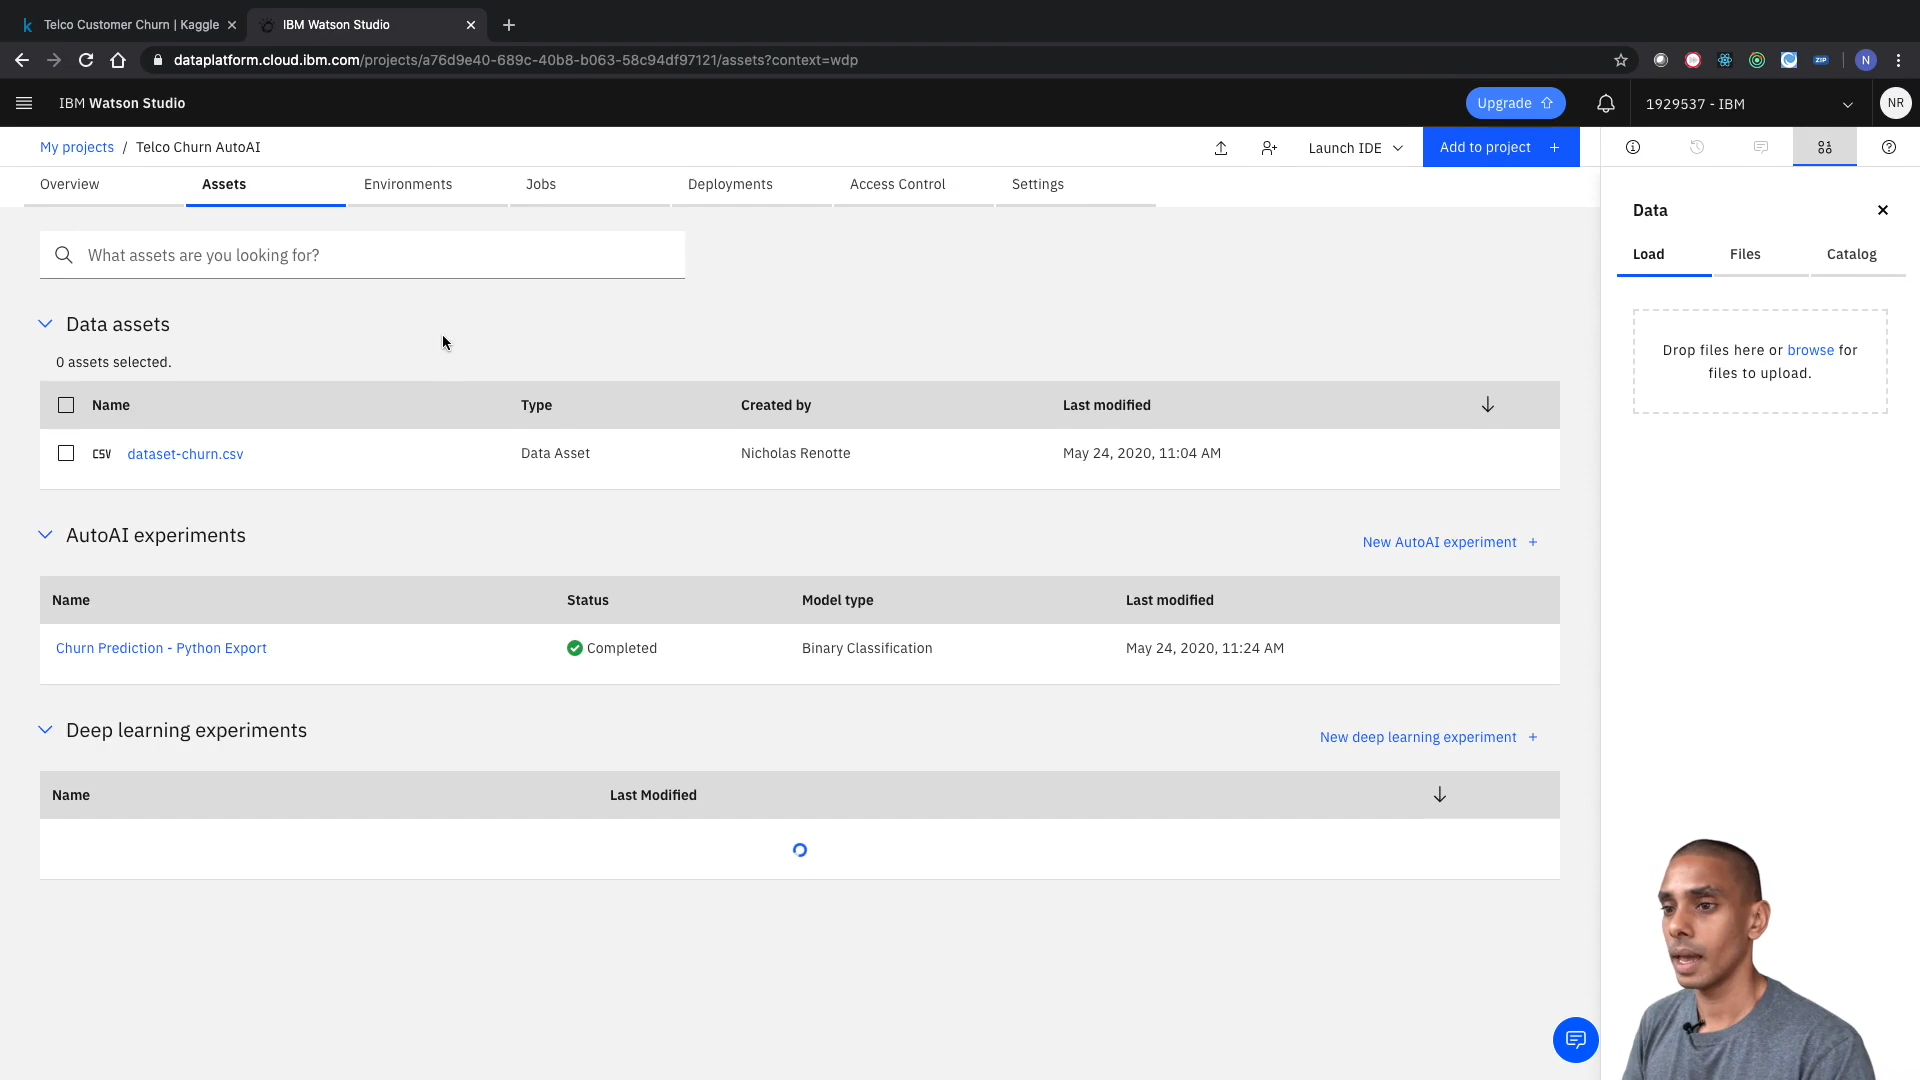 k Telco Customer Churn | Kaggle
IBM Watson Studio
dataplatform.cloud.ibm.com/projects/a76d9e40-689c-40b8-b063-58c94df97121/assets?context=wdp
ZIP
N
IBM Watson Studio
Upgrade
1929537 - IBM
NR
My projects / Telco Churn AutoAI
Launch IDE
Add to project +
Overview
Assets
Environments
Jobs
Deployments
Access Control
Settings
What assets are you looking for?
Data assets
0 assets selected.
Name Type Created by Last modified
CSV dataset-churn.csv Data Asset Nicholas Renotte May 24, 2020, 11:04 AM
AutoAI experiments
New AutoAI experiment +
Name Status Model type Last modified
Churn Prediction - Python Export Completed Binary Classification May 24, 2020, 11:24 AM
Deep learning experiments
New deep learning experiment +
Name Last Modified
Data
Load Files Catalog
Drop files here or browse for
files to upload.